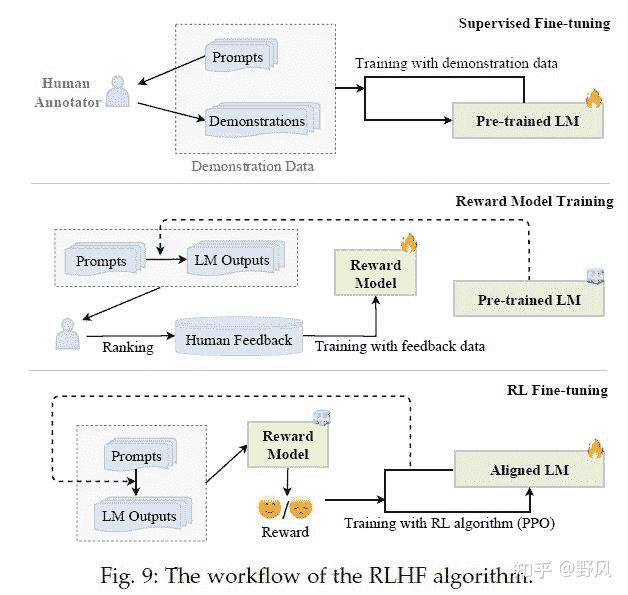 Supervised Fine-tuning
Prompts
Training with demonstration data
Human
Annotator
Demonstrations
Pre-trained LM
Demonstration Data
Reward Model Training
Prompts
LM Outputs
Reward
Model
Pre-trained LM
Ranking
Human Feedback
Training with feedback data
RL Fine-tuning
Prompts
Reward
Model
Aligned LM
LM Outputs
/
Reward
Training with RL algorithm (PPO)
知乎 @野风
Fig. 9: The workflow of the RLHF algorithm.